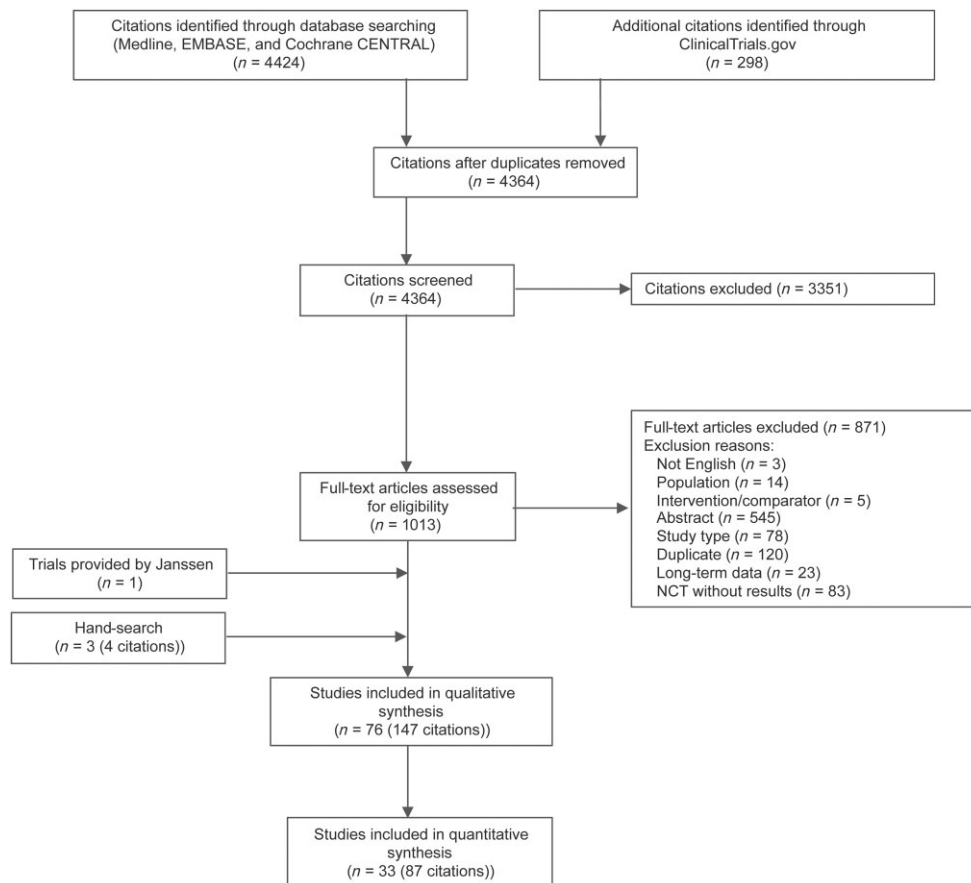 Citations identified through database searching
(Medline, EMBASE, and Cochrane CENTRAL)
(n = 4424)
Additional citations identified through
ClinicalTrials.gov
(n = 298)
Citations after duplicates removed
(n = 4364)
Citations screened
(n = 4364)
Citations excluded (n = 3351)
Full-text articles assessed
for eligibility
(n = 1013)
Full-text articles excluded (n = 871)
Exclusion reasons:
Not English (n = 3)
Population (n = 14)
Intervention/comparator (n = 5)
Abstract (n = 545)
Study type (n = 78)
Duplicate (n = 120)
Long-term data (n = 23)
NCT without results (n = 83)
Trials provided by Janssen
(n = 1)
Hand-search
n = 3 (4 citations))
Studies included in qualitative
synthesis
(n = 76 (147 citations))
Studies included in quantitative
synthesis
n = 33 (87 citations))